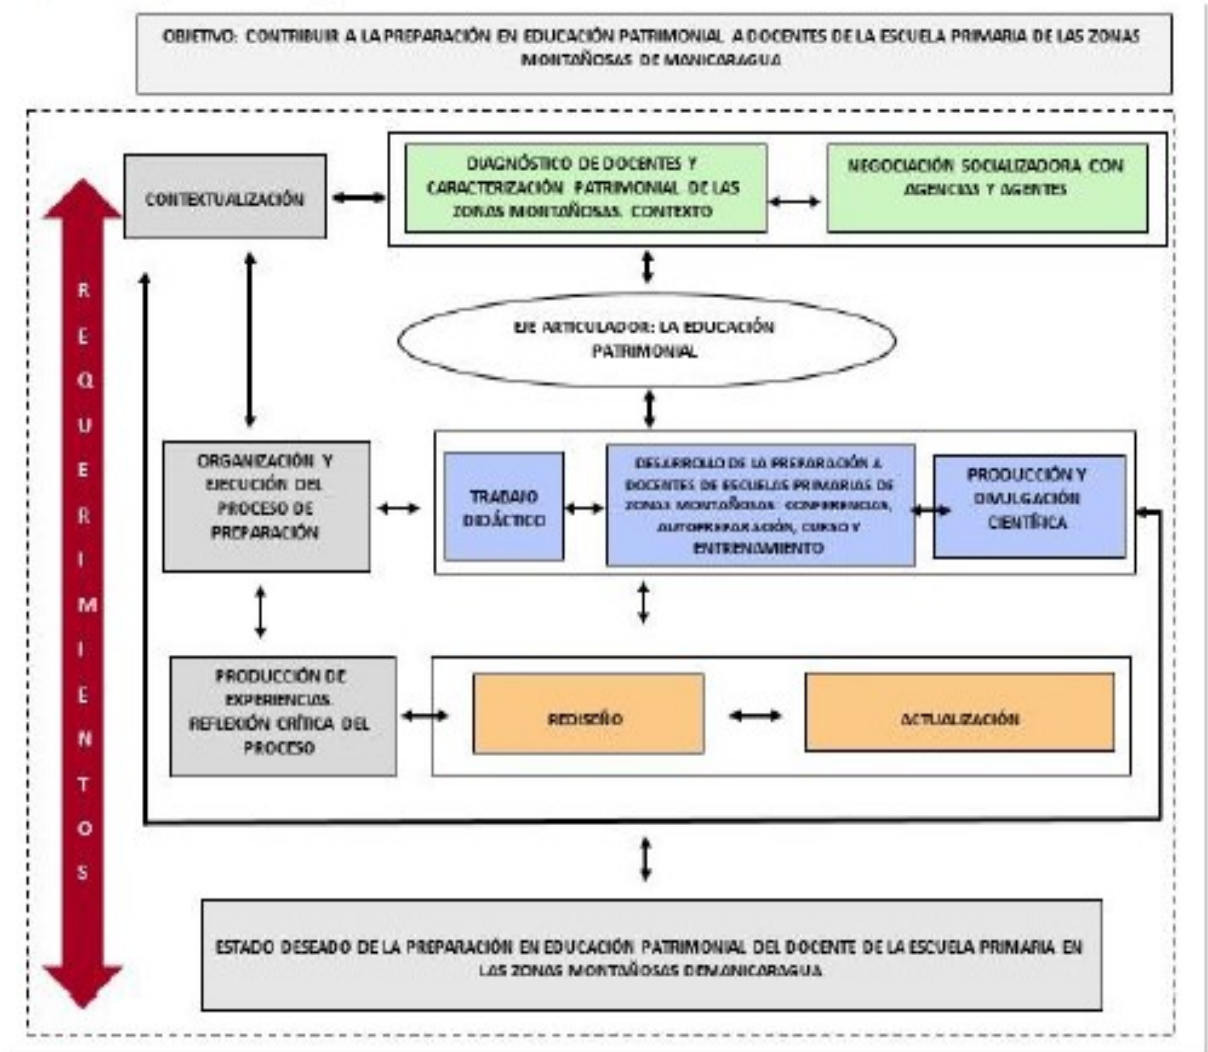 OBJETIVO: CONTRIBUIR A LA PREPARACIÓN EN EDUCACIÓN PATRIMONIAL A DOCENTES DE LA ESCUELA PRIMARIA DE LAS ZONAS
MONTAÑOSAS DE MANICARAGUA
CONTEXTUALIZACIÓN
DIAGNÓSTICO DE DOCENTES Y
CARACTERIZACIÓN PATRIMONIAL DE LAS
ZONAS MONTAÑOSAS. CONTEXTO
NEGOCIACIÓN SOCIALIZADORA CON
AGENCIAS Y AGENTES
EJE ARTICULADOR: LA EDUCACIÓN
PATRIMONIAL
ORGANIZACIÓN Y
EJECUCIÓN DEL
PROCESO DE
PREPARACIÓN
TRABAJO
DIDÁCTICO
DESARROLLO DE LA PREPARACIÓN A
DOCENTES DE ESCUELAS PRIMARIAS DE
ZONAS MONTAÑOSAS: CONFERENCIAS,
AUTOPREPARACIÓN, CURSO Y
ENTRENAMIENTO
PRODUCCIÓN Y
DIVULGACIÓN
CIENTÍFICA
PRODUCCIÓN DE
EXPERIENCIAS.
REFLEXIÓN CRÍTICA DEL
PROCESO
REDISEÑO
ACTUALIZACIÓN
REQUERIMIENTOS
ESTADO DESEADO DE LA PREPARACIÓN EN EDUCACIÓN PATRIMONIAL DEL DOCENTE DE LA ESCUELA PRIMARIA EN
LAS ZONAS MONTAÑOSAS DEMANICARAGUA